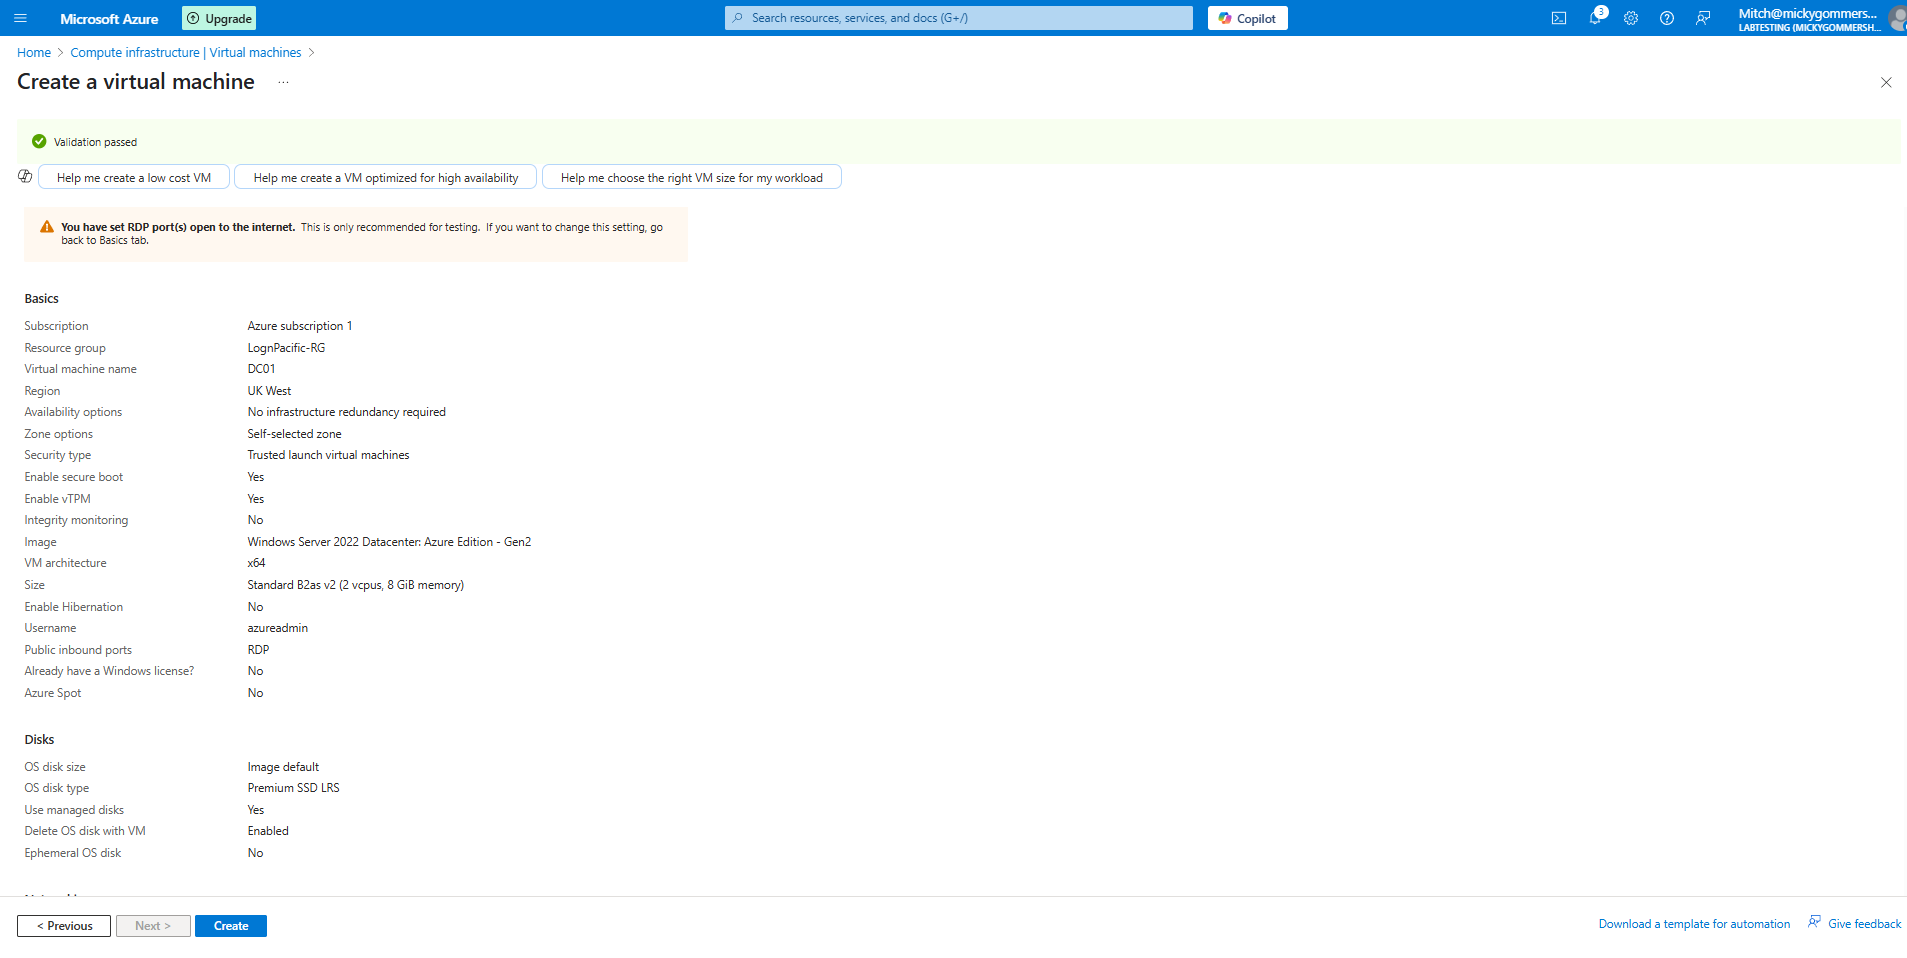 Microsoft Azure
Upgrade
Search resources, services, and docs (G+/)
Copilot
3
Mitch@mickygommers...
LABTESTING (MICKYGOMMERSH...
Home > Compute infrastructure | Virtual machines >
Create a virtual machine ...
Validation passed
Help me create a low cost VM
Help me create a VM optimized for high availability
Help me choose the right VM size for my workload
You have set RDP port(s) open to the internet. This is only recommended for testing. If you want to change this setting, go
back to Basics tab.
Basics
Subscription Azure subscription 1
Resource group LognPacific-RG
Virtual machine name DC01
Region UK West
Availability options No infrastructure redundancy required
Zone options Self-selected zone
Security type Trusted launch virtual machines
Enable secure boot Yes
Enable vTPM Yes
Integrity monitoring No
Image Windows Server 2022 Datacenter: Azure Edition - Gen2
VM architecture x64
Size Standard B2as v2 (2 vcpus, 8 GiB memory)
Enable Hibernation No
Username azureadmin
Public inbound ports RDP
Already have a Windows license? No
Azure Spot No
Disks
OS disk size Image default
OS disk type Premium SSD LRS
Use managed disks Yes
Delete OS disk with VM Enabled
Ephemeral OS disk No
< Previous
Next >
Create
Download a template for automation
Give feedback